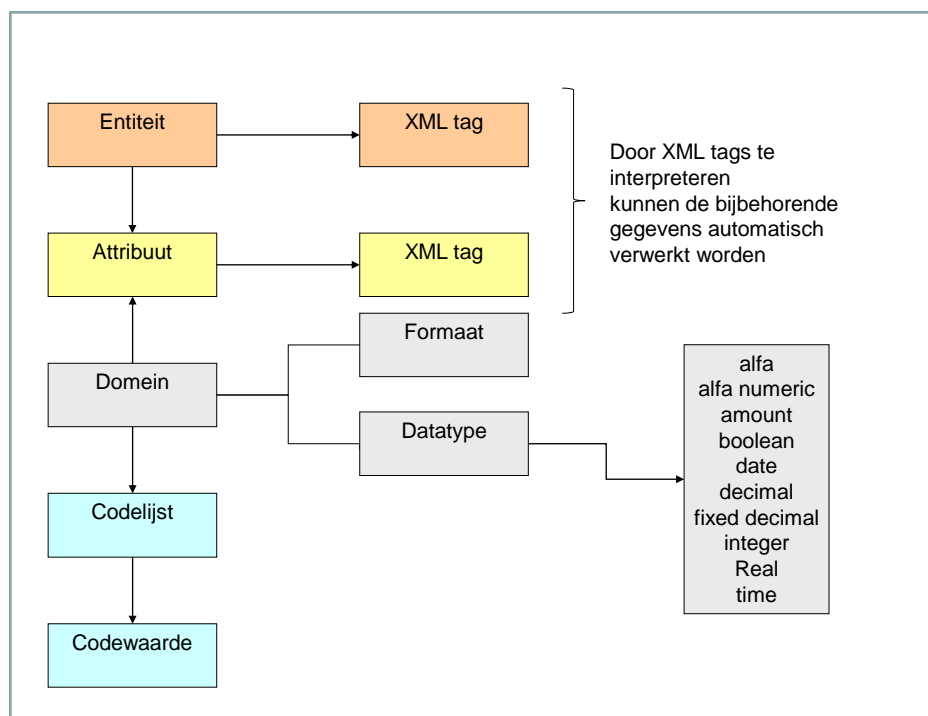 Entiteit
XML tag
Door XML tags te
interpreteren
kunnen de bijbehorende
gegevens automatisch
verwerkt worden
Attribuut
XML tag
Formaat
Domein
Datatype
alfa
alfa numeric
amount
boolean
date
decimal
fixed decimal
integer
Real
time
Codelijst
Codewaarde